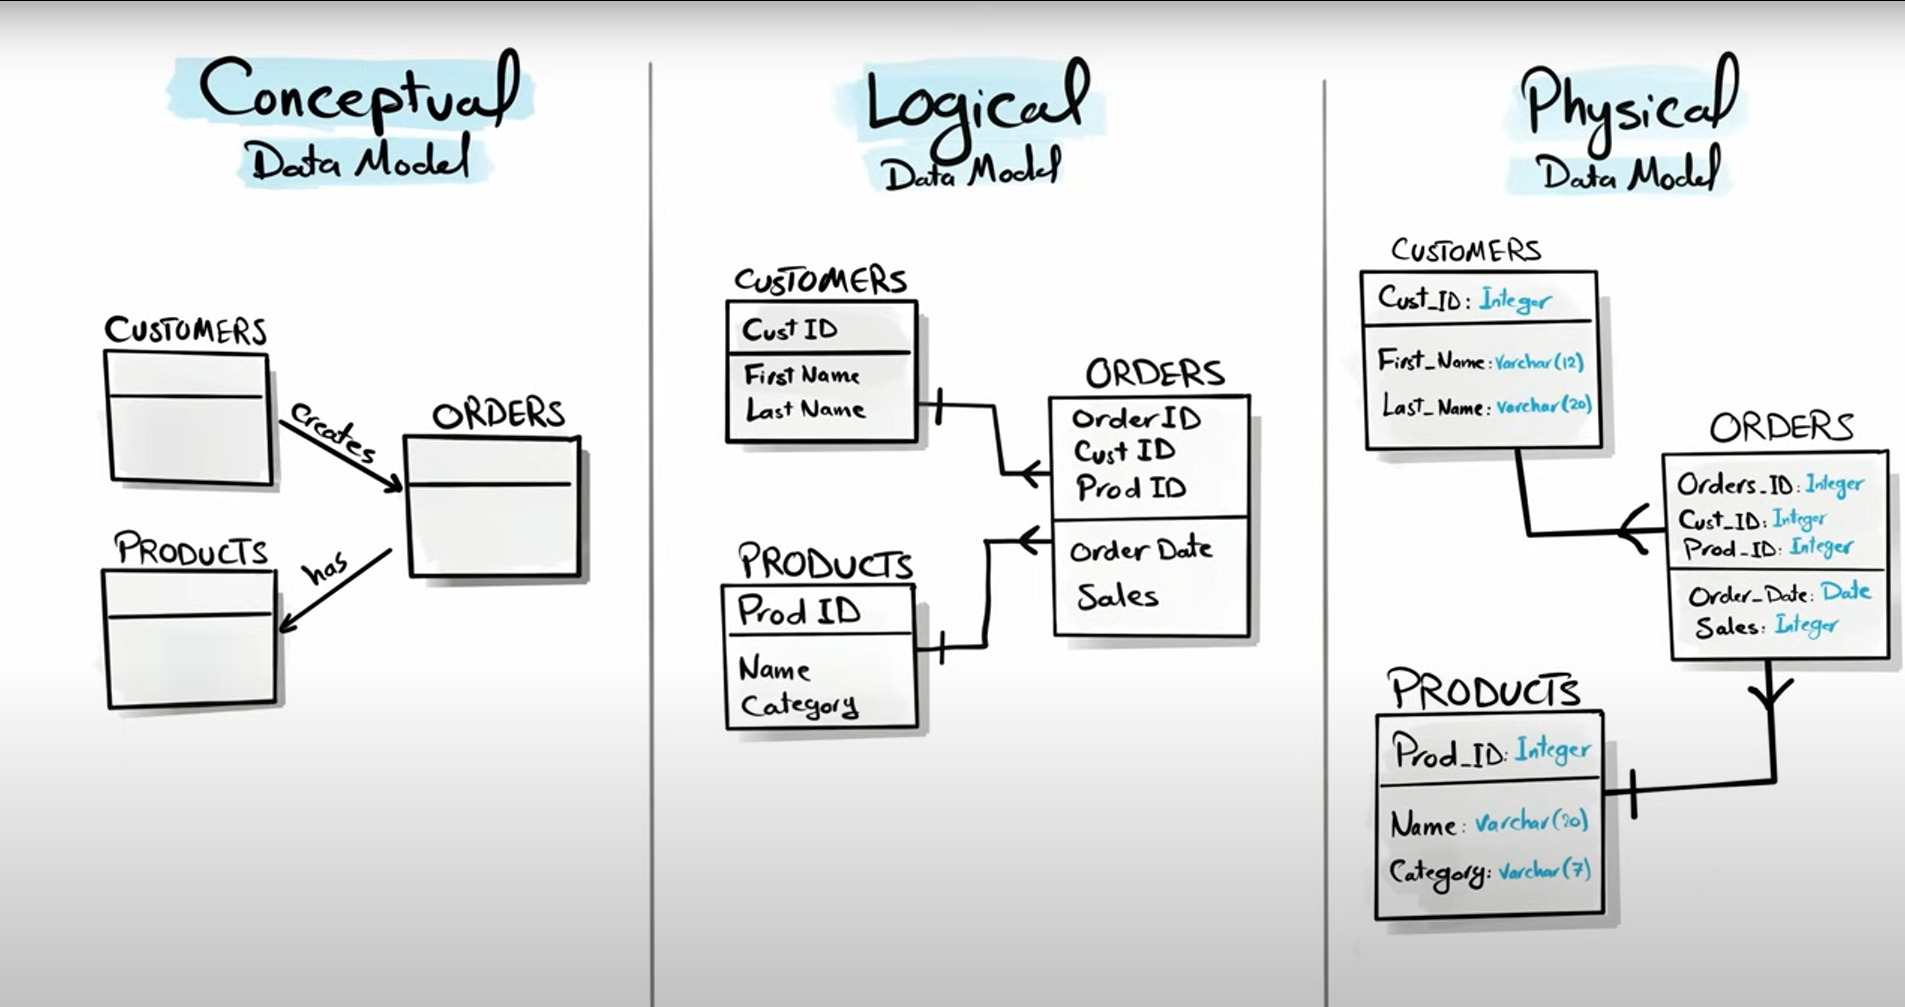 Conceptual
Data Model
CUSTOMERS
creates
ORDERS
PRODUCTS
has
Logical
Data Model
CUSTOMERS
Cust ID
First Name
Last Name
ORDERS
Order ID
Cust ID
Prod ID
Order Date
Sales
PRODUCTS
Prod ID
Name
Category
Physical
Data Model
CUSTOMERS
Cust_ID: Integer
First_Name: Varchar(12)
Last_Name: Varchar(20)
ORDERS
Orders_ID: Integer
Cust_ID: Integer
Prod_ID: Integer
Order_Date: Date
Sales: Integer
PRODUCTS
Prod_ID: Integer
Name: Varchar(20)
Category: Varchar(7)